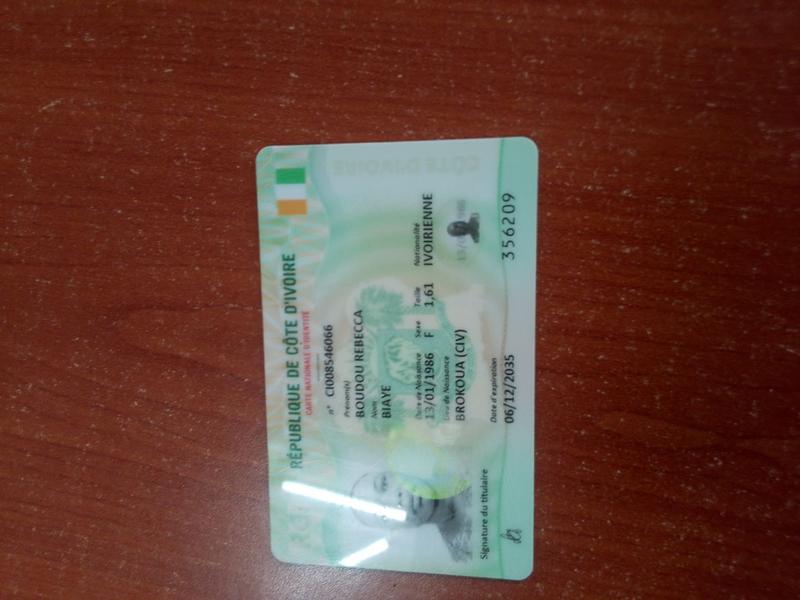 RÉPUBLIQUE DE CÔTE D'IVOIRE
CARTE NATIONALE D'IDENTITÉ
n° CI008546066
Prénom(s)
BOUDOU REBECCA
Nom
BIAYE
Date de Naissance Sexe Taille Nationalité
13/01/1986 F 1,61 IVOIRIENNE
Lieu de Naissance
BROKOUA (CIV)
Date d'expiration
06/12/2035
Signature du titulaire
356209
CÔTE D'IVOIRE